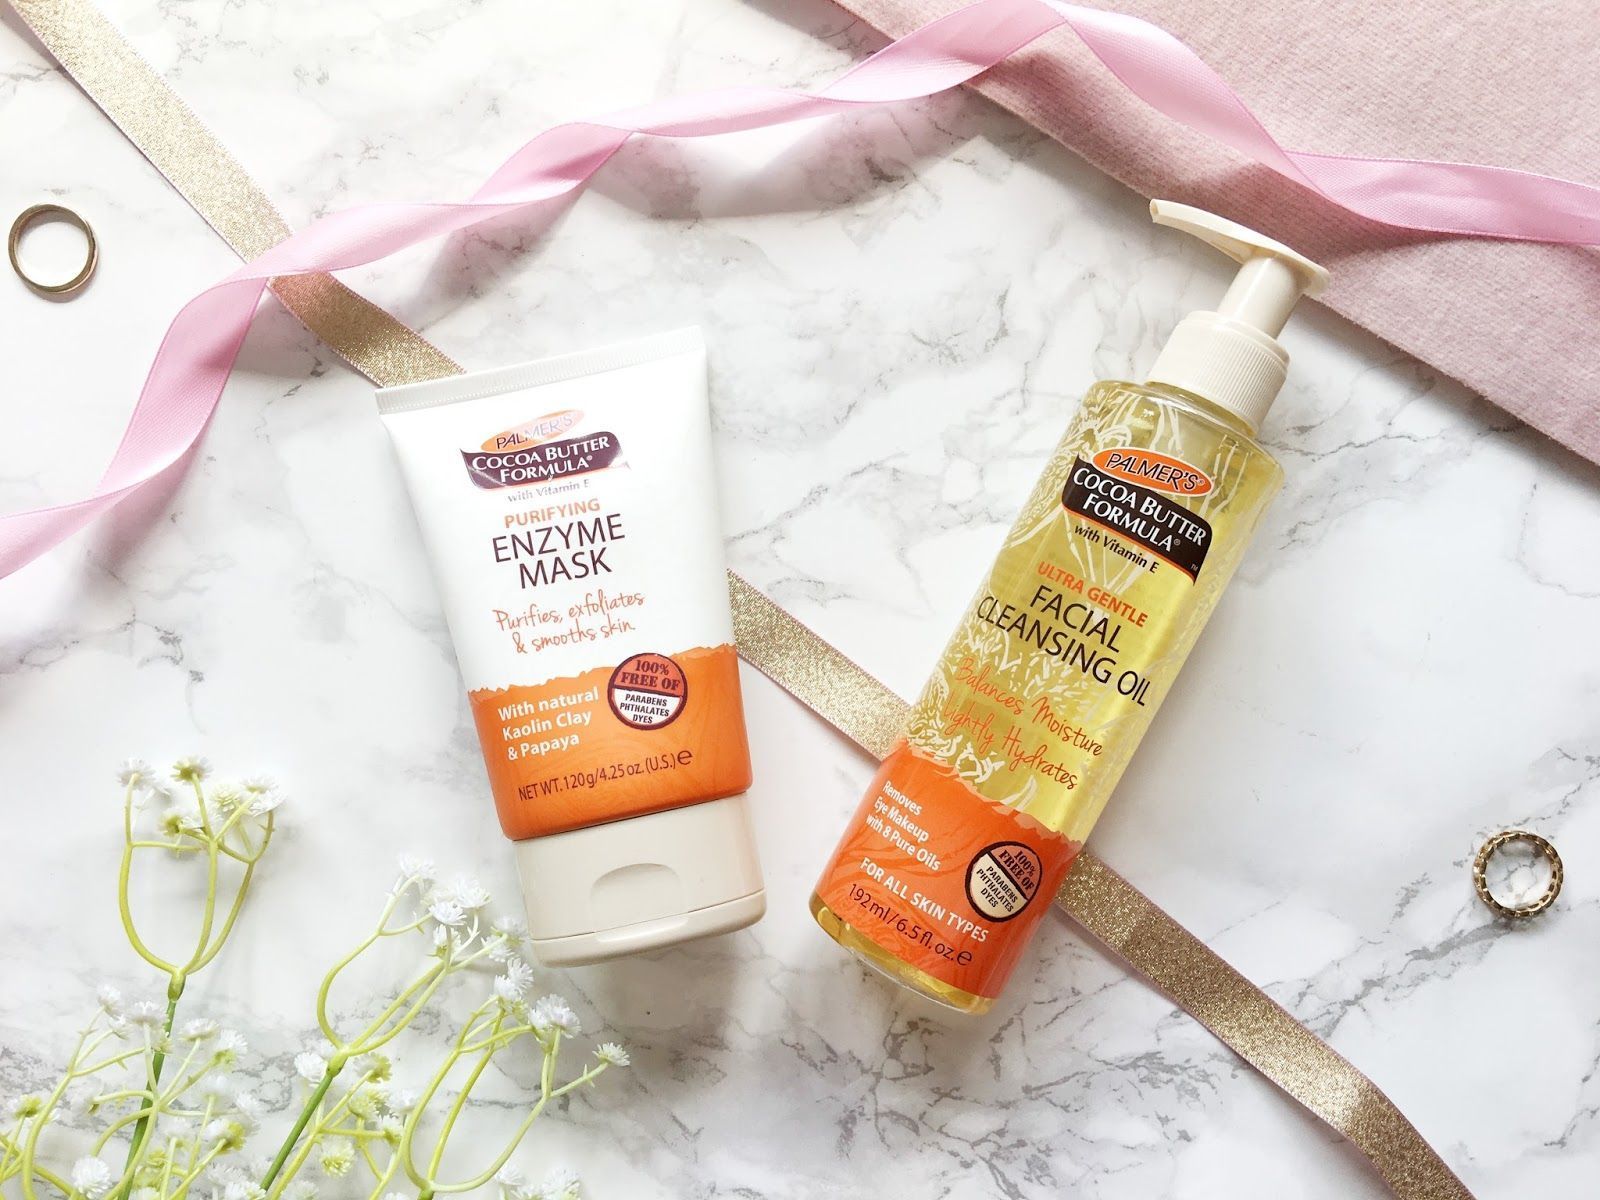 PALMER'S
COCOA BUTTER
FORMULA®
with Vitamin E
PURIFYING
ENZYME
MASK
Purifies, exfoliates
& smooths skin.
With natural
Kaolin Clay
& Papaya
100%
FREE OF
PARABENS
PHTHALATES
DYES
NET WT. 120g/4.25oz. (U.S.) ℮
PALMER'S®
COCOA BUTTER
FORMULA®
with Vitamin E
TM
ULTRA GENTLE
FACIAL
CLEANSING OIL
Balances Moisture
Lightly Hydrates
Removes
Eye Makeup
with 8 Pure Oils
100%
FREE OF
PARABENS
PHTHALATES
DYES
FOR ALL SKIN TYPES
192ml/6.5fl.oz.℮